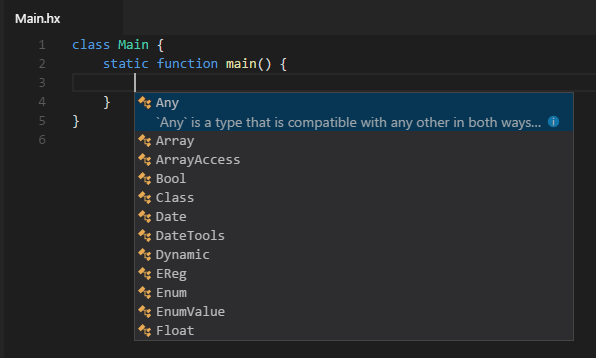 Main.hx
1 class Main {
2     static function main() {
3
4     }
5 }
6
Any
`Any` is a type that is compatible with any other in both ways...
Array
ArrayAccess
Bool
Class
Date
DateTools
Dynamic
EReg
Enum
EnumValue
Float